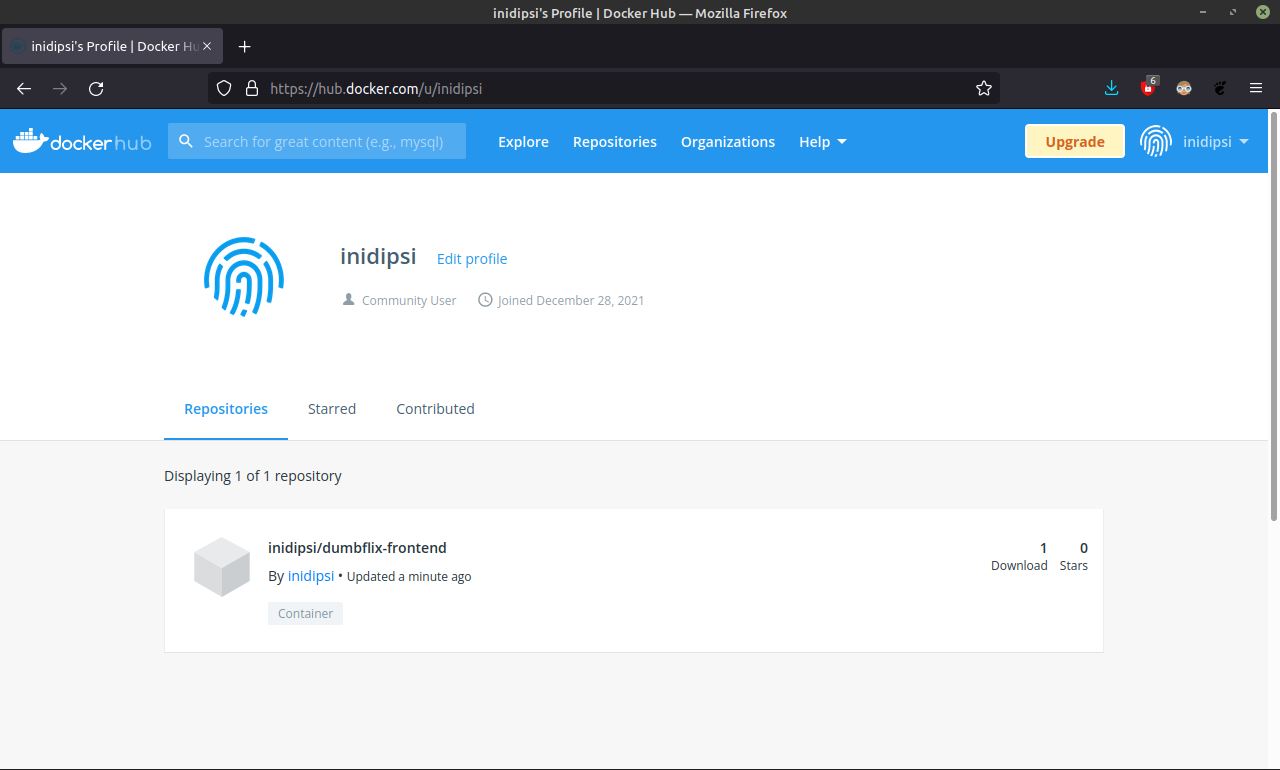 inidipsi's Profile | Docker Hub — Mozilla Firefox
inidipsi's Profile | Docker Hu
https://hub.docker.com/u/inidipsi
6
docker hub
Search for great content (e.g., mysql)
Explore
Repositories
Organizations
Help
Upgrade
inidipsi
inidipsi
Edit profile
Community User
Joined December 28, 2021
Repositories
Starred
Contributed
Displaying 1 of 1 repository
inidipsi/dumbflix-frontend
By inidipsi • Updated a minute ago
Container
1
Download
0
Stars